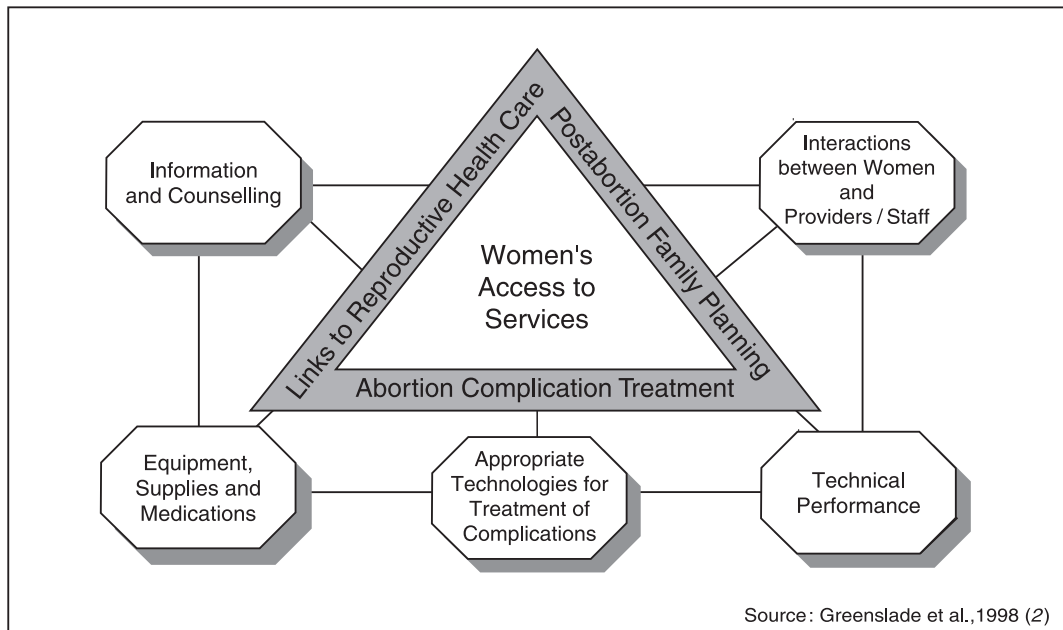 Links to Reproductive Health Care
Postabortion Family Planning
Information
and Counselling
Interactions
between Women
and
Providers / Staff
Women's
Access to
Services
Abortion Complication Treatment
Equipment,
Supplies and
Medications
Appropriate
Technologies for
Treatment of
Complications
Technical
Performance
Source: Greenslade et al.,1998 (2)